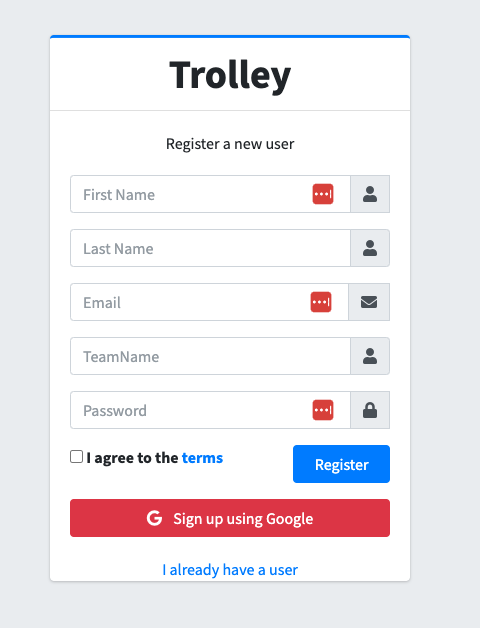 Trolley
Register a new user
First Name
Last Name
Email
TeamName
Password
I agree to the terms
Register
Sign up using Google
I already have a user